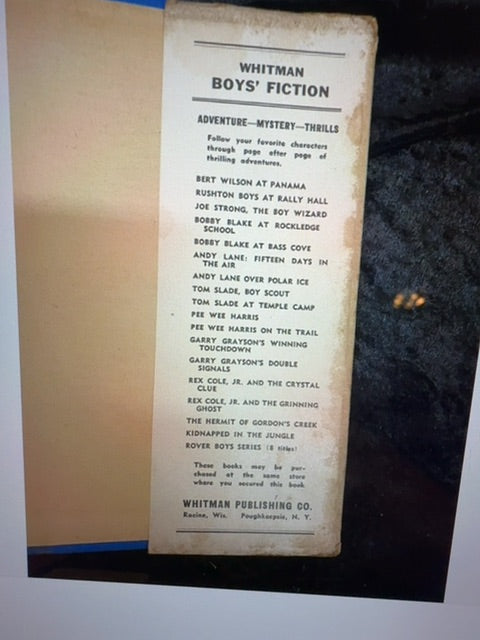 WHITMAN
BOYS' FICTION
ADVENTURE—MYSTERY—THRILLS
Follow your favorite characters
through page after page of
thrilling adventures.
BERT WILSON AT PANAMA
RUSHTON BOYS AT RALLY HALL
JOE STRONG, THE BOY WIZARD
BOBBY BLAKE AT ROCKLEDGE
SCHOOL
BOBBY BLAKE AT BASS COVE
ANDY LANE: FIFTEEN DAYS IN
THE AIR
ANDY LANE OVER POLAR ICE
TOM SLADE, BOY SCOUT
TOM SLADE AT TEMPLE CAMP
PEE WEE HARRIS
PEE WEE HARRIS ON THE TRAIL
GARRY GRAYSON'S WINNING
TOUCHDOWN
GARRY GRAYSON'S DOUBLE
SIGNALS
REX COLE, JR. AND THE CRYSTAL
CLUE
REX COLE, JR. AND THE GRINNING
GHOST
THE HERMIT OF GORDON'S CREEK
KIDNAPPED IN THE JUNGLE
ROVER BOYS SERIES (8 titles)
These books may be pur-
chased at the same store
where you secured this book
WHITMAN PUBLISHING CO.
Racine, Wis. Poughkeepsie, N. Y.